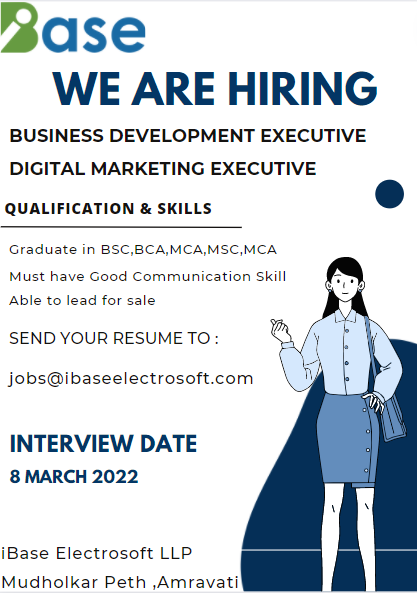 iBase
WE ARE HIRING
BUSINESS DEVELOPMENT EXECUTIVE
DIGITAL MARKETING EXECUTIVE
QUALIFICATION & SKILLS
Graduate in BSC,BCA,MCA,MSC,MCA
Must have Good Communication Skill
Able to lead for sale
SEND YOUR RESUME TO :
jobs@ibaseelectrosoft.com
INTERVIEW DATE
8 MARCH 2022
iBase Electrosoft LLP
Mudholkar Peth ,Amravati